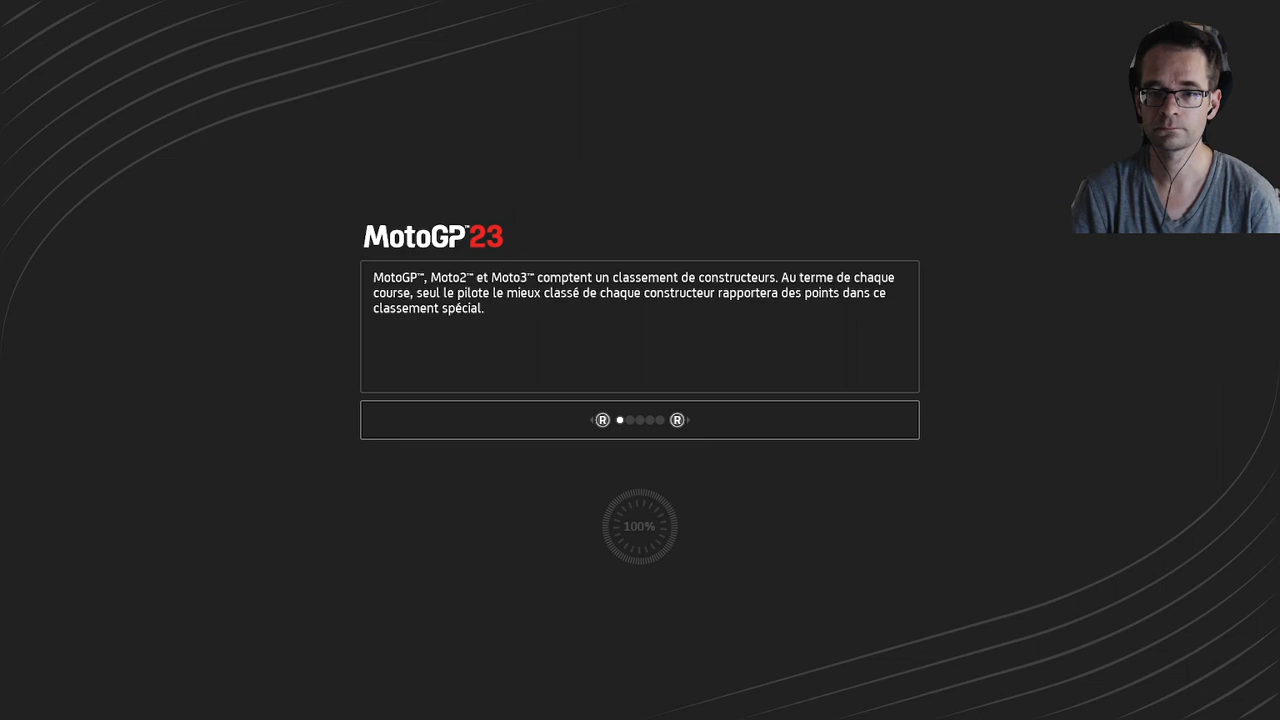 MotoGP™23
MotoGP™, Moto2™ et Moto3™ comptent un classement de constructeurs. Au terme de chaque
course, seul le pilote le mieux classé de chaque constructeur rapportera des points dans ce
classement spécial.
R R
100%